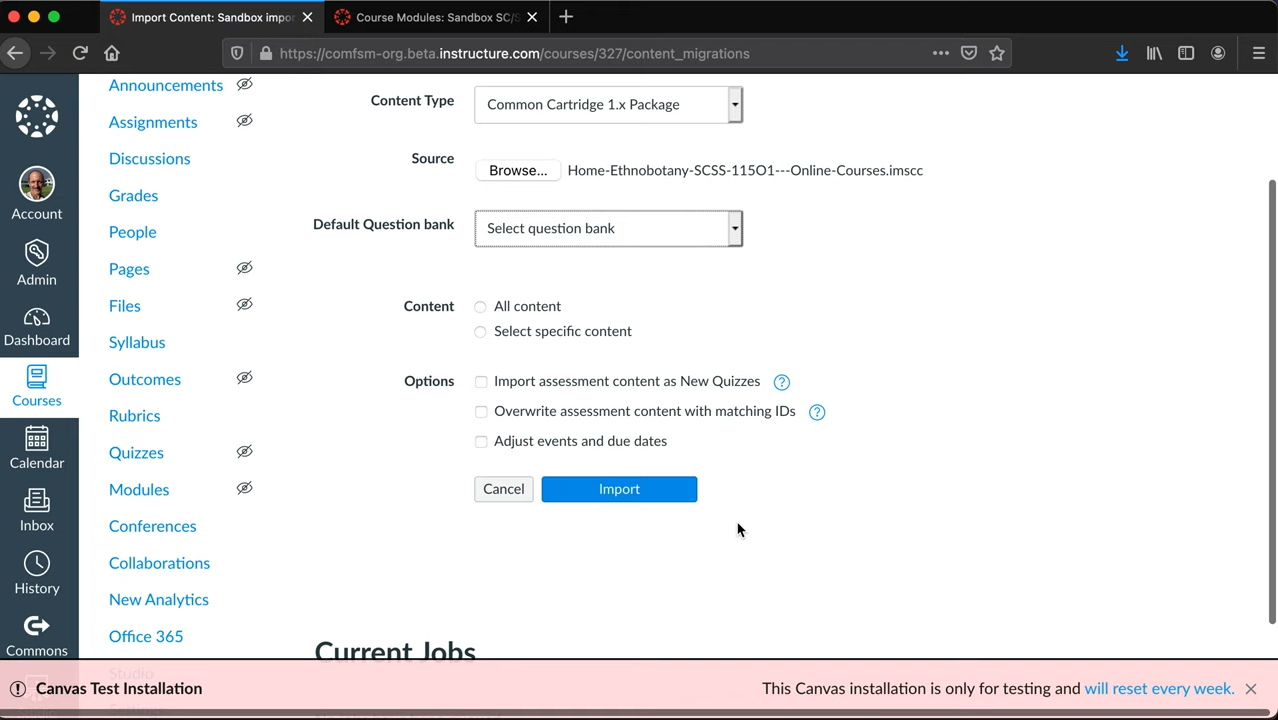 Import Content: Sandbox impor
Course Modules: Sandbox SC/S
https://comfsm-org.beta.instructure.com/courses/327/content_migrations
Account
Admin
Dashboard
Courses
Calendar
Inbox
History
Commons
Announcements
Assignments
Discussions
Grades
People
Pages
Files
Syllabus
Outcomes
Rubrics
Quizzes
Modules
Conferences
Collaborations
New Analytics
Office 365
Studio
Content Type Common Cartridge 1.x Package
Source Browse... Home-Ethnobotany-SCSS-115O1---Online-Courses.imscc
Default Question bank Select question bank
Content All content
Select specific content
Options Import assessment content as New Quizzes ?
Overwrite assessment content with matching IDs ?
Adjust events and due dates
Cancel Import
Current Jobs
Canvas Test Installation This Canvas installation is only for testing and will reset every week.